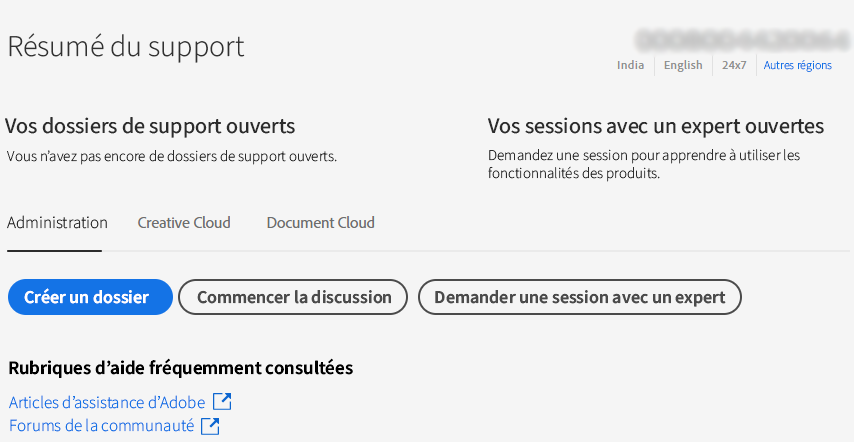 Résumé du support
India English 24x7 Autres régions
Vos dossiers de support ouverts
Vous n'avez pas encore de dossiers de support ouverts.
Vos sessions avec un expert ouvertes
Demandez une session pour apprendre à utiliser les
fonctionnalités des produits.
Administration Creative Cloud Document Cloud
Créer un dossier Commencer la discussion Demander une session avec un expert
Rubriques d'aide fréquemment consultées
Articles d'assistance d'Adobe
Forums de la communauté